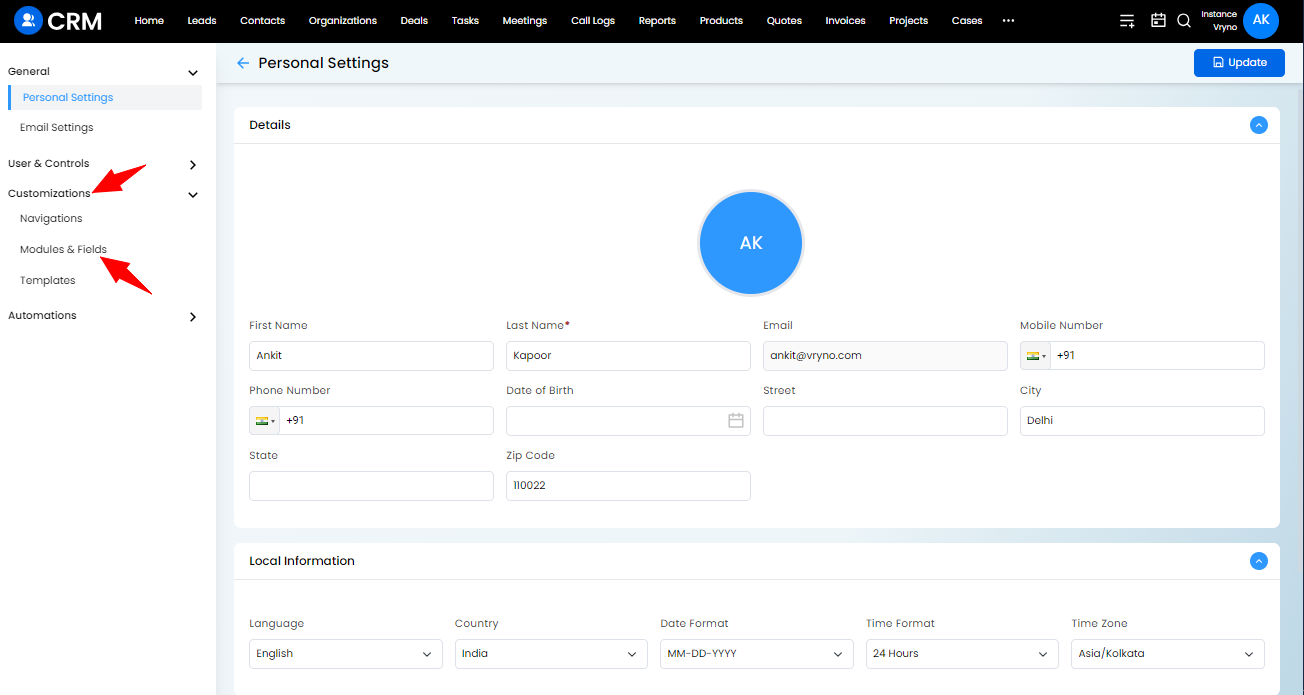 CRM Home Leads Contacts Organizations Deals Tasks Meetings Call Logs Reports Products Quotes Invoices Projects Cases ••• Instance Vryno AK
General
Personal Settings
Email Settings
User & Controls
Customizations
Navigations
Modules & Fields
Templates
Automations
Personal Settings Update
Details
AK
First Name Last Name* Email Mobile Number
Ankit Kapoor ankit@vryno.com +91
Phone Number Date of Birth Street City
+91 Delhi
State Zip Code
110022
Local Information
Language Country Date Format Time Format Time Zone
English India MM-DD-YYYY 24 Hours Asia/Kolkata